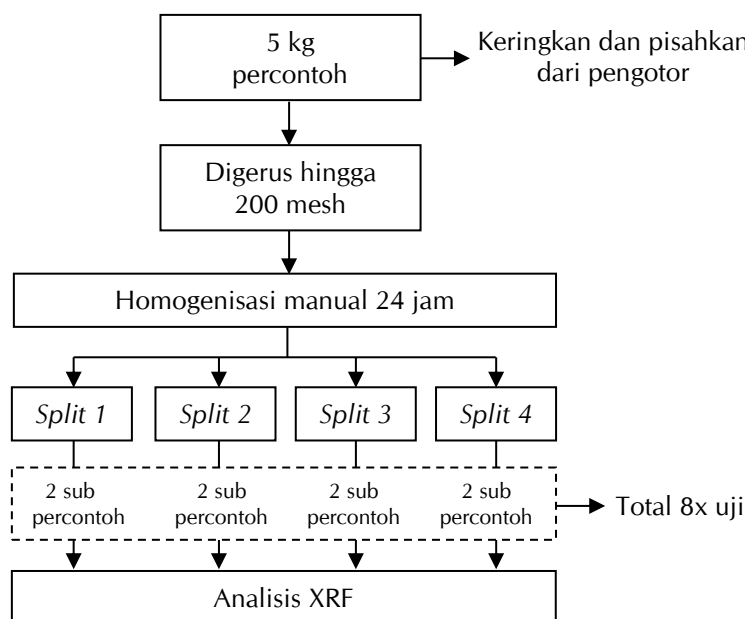 5 kg
percontoh
Keringkan dan pisahkan
dari pengotor
Digerus hingga
200 mesh
Homogenisasi manual 24 jam
Split 1
Split 2
Split 3
Split 4
2 sub
percontoh
2 sub
percontoh
2 sub
percontoh
2 sub
percontoh
Total 8x uji
Analisis XRF